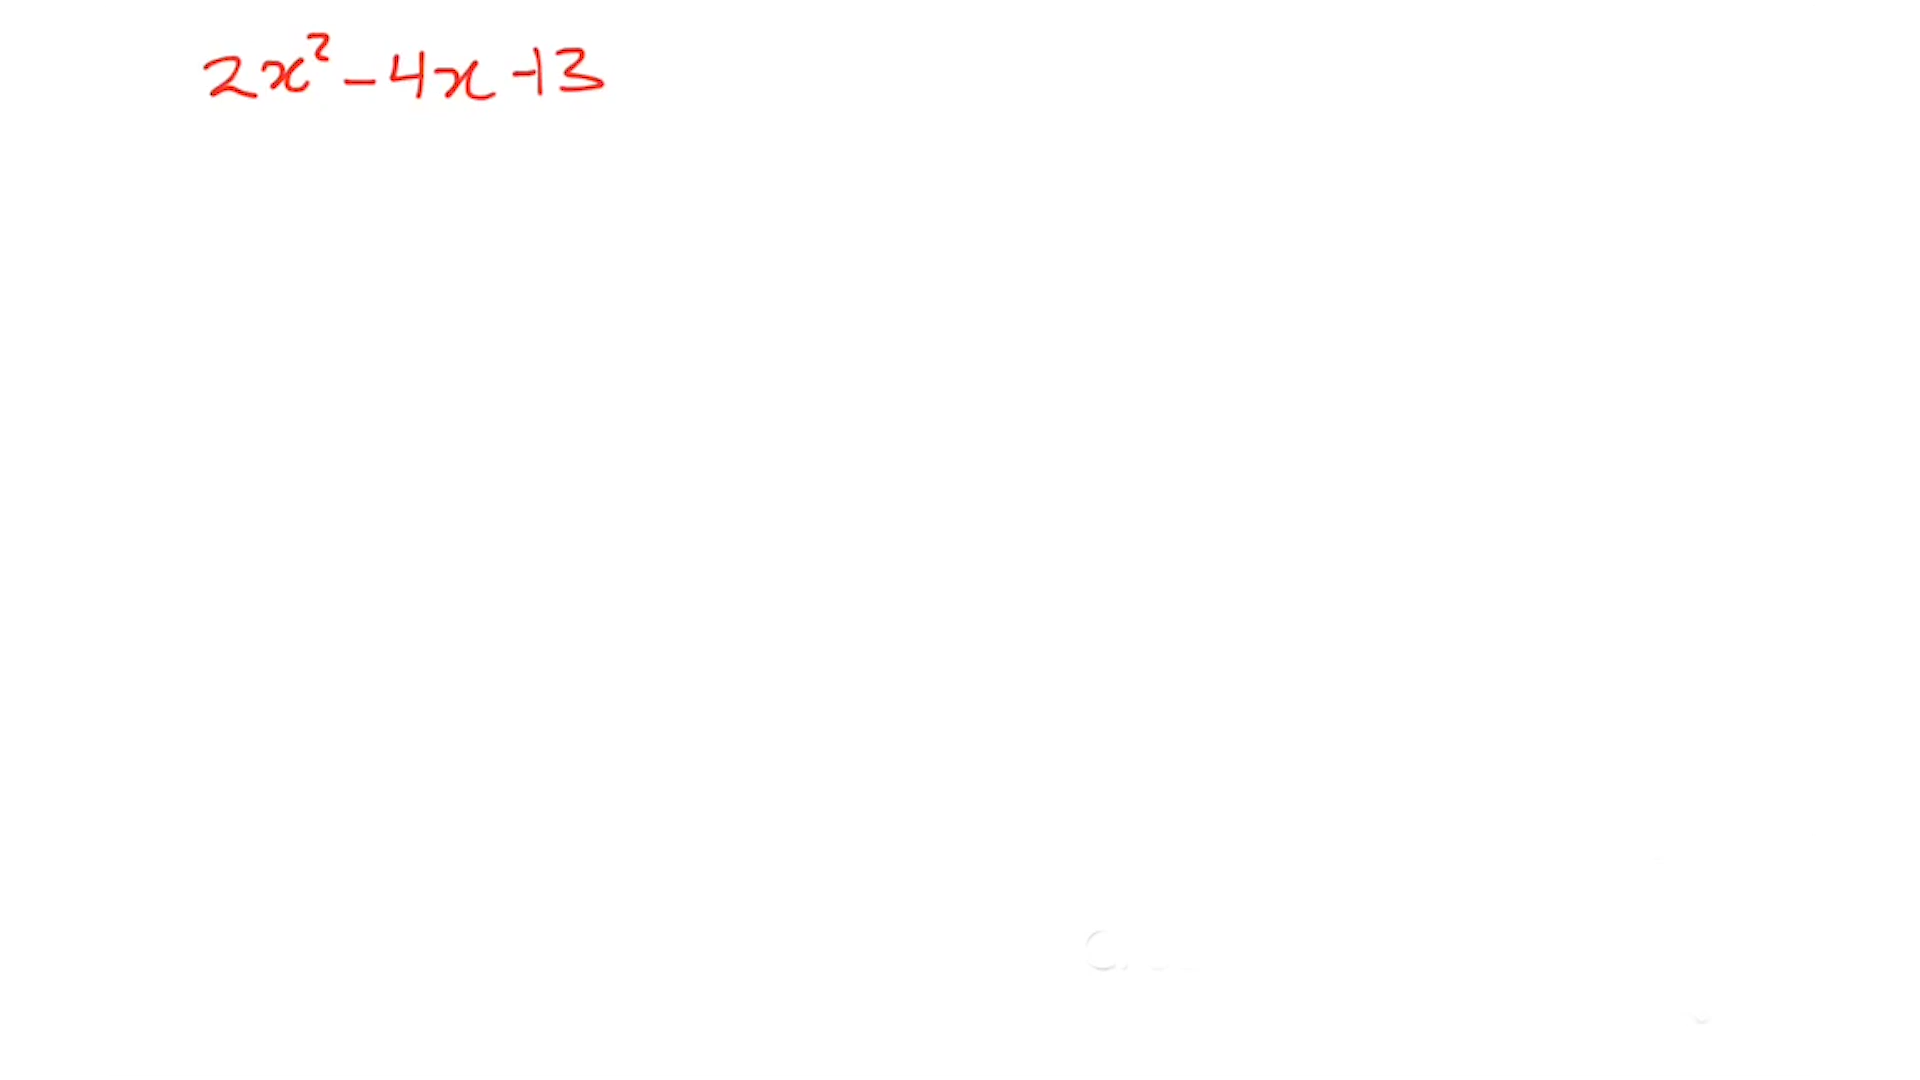 2x² - 4x - 13